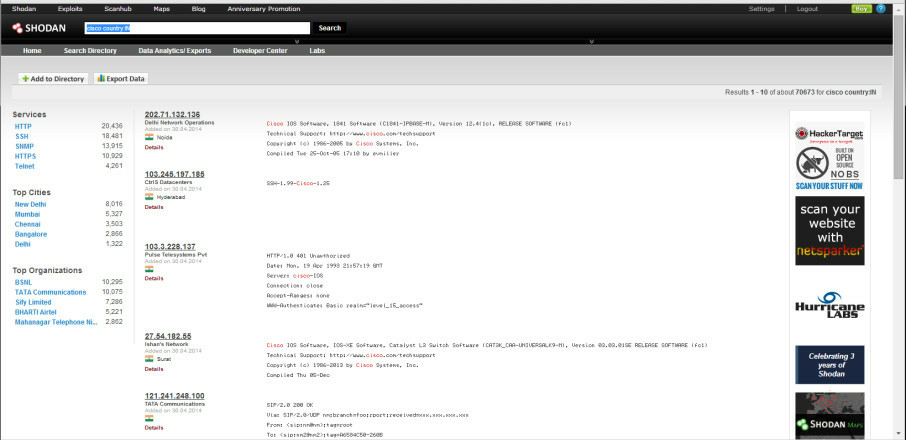 Shodan Exploits Scanhub Maps Blog Anniversary Promotion Settings Logout Buy ?
SHODAN cisco country:IN Search
Home Search Directory Data Analytics/ Exports Developer Center Labs
Add to Directory Export Data
Results 1 - 10 of about 70673 for cisco country:IN
Services
HTTP 20,436
SSH 18,481
SNMP 13,915
HTTPS 10,929
Telnet 4,261
Top Cities
New Delhi 8,016
Mumbai 5,327
Chennai 3,503
Bangalore 2,866
Delhi 1,322
Top Organizations
BSNL 10,295
TATA Communications 10,075
Sify Limited 7,286
BHARTI Airtel 5,221
Mahanagar Telephone Ni... 2,862
202.71.132.136
Delhi Network Operations
Added on 30.04.2014
Noida
Details
Cisco IOS Software, 1841 Software (C1841-IPBASE-M), Version 12.4(1c), RELEASE SOFTWARE (fc1)
Technical Support: http://www.cisco.com/techsupport
Copyright (c) 1986-2005 by Cisco Systems, Inc.
Compiled Tue 25-Oct-05 17:10 by evmiller
103.245.197.185
CtrlS Datacenters
Added on 30.04.2014
Hyderabad
Details
SSH-1.99-Cisco-1.25
103.3.228.137
Pulse Telesystems Pvt
Added on 30.04.2014
Details
HTTP/1.0 401 Unauthorized
Date: Mon, 19 Apr 1993 21:57:19 GMT
Server: cisco-IOS
Connection: close
Accept-Ranges: none
WWW-Authenticate: Basic realm="level_15_access"
27.54.182.55
Ishan's Network
Added on 30.04.2014
Surat
Details
Cisco IOS Software, IOS-XE Software, Catalyst L3 Switch Software (CAT3K_CAA-UNIVERSALK9-M), Version 03.03.01SE RELEASE SOFTWARE (fc1)
Technical Support: http://www.cisco.com/techsupport
Copyright (c) 1986-2013 by Cisco Systems, Inc.
Compiled Thu 05-Dec
121.241.248.100
TATA Communications
Added on 30.04.2014
Details
SIP/2.0 200 OK
Via: SIP/2.0/UDP nm;branch=foo;rport;received=xxx.xxx.xxx.xxx
From: <sip:nm@nm>;tag=root
To: <sip:nm2@nm2>;tag=A6584C50-260B
HackerTarget
BUILT ON
OPEN
SOURCE
NO BS
SCAN YOUR STUFF NOW
scan your
website
with
netsparker
Hurricane
LABS
Celebrating 3
years of
Shodan
SHODAN MAPS